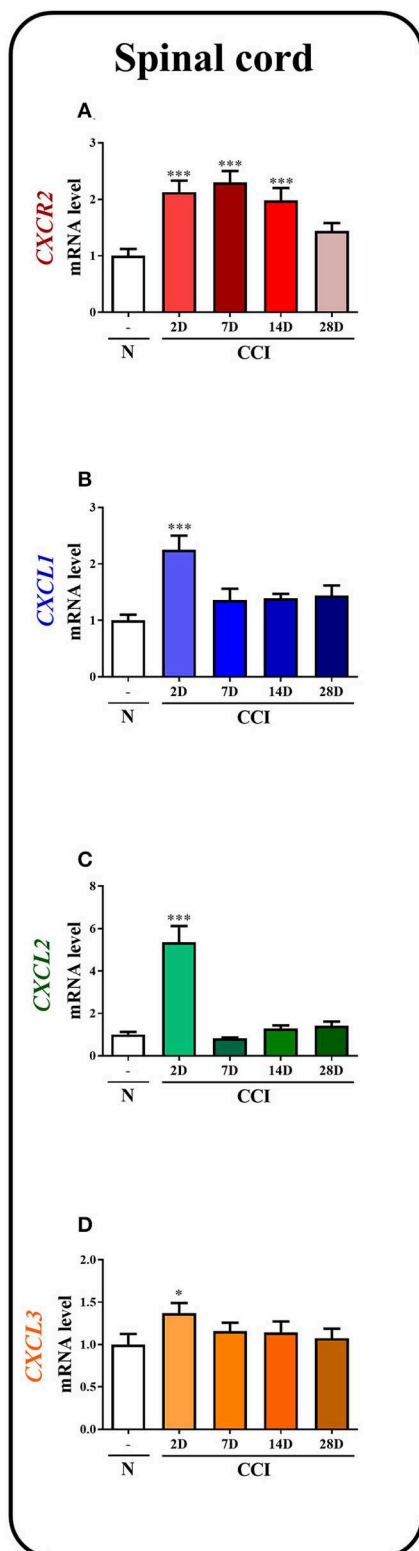 Spinal cord
A
CXCR2
mRNA level
3
2
1
0
*** *** ***
- 2D 7D 14D 28D
N CCI
B
CXCL1
mRNA level
3
2
1
0
***
- 2D 7D 14D 28D
N CCI
C
CXCL2
mRNA level
8
6
4
2
0
***
- 2D 7D 14D 28D
N CCI
D
CXCL3
mRNA level
2.0
1.5
1.0
0.5
0.0
*
- 2D 7D 14D 28D
N CCI